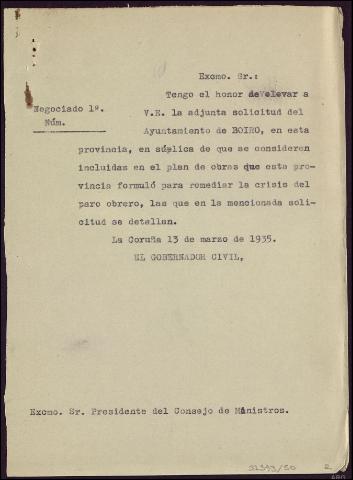 Excmo. Sr.:
Tengo el honor de elevar a
Negociado 1º.
Núm.
V.E. la adjunta solicitud del
Ayuntamiento de BOIRO, en esta
provincia, en súplica de que se consideren
incluidas en el plan de obras que esta pro-
vincia formuló para remediar la crisis del
paro obrero, las que en la mencionada soli-
citud se detallan.
La Coruña 13 de marzo de 1935.
EL GOBERNADOR CIVIL,
Excmo. Sr. Presidente del Consejo de Ministros.
2